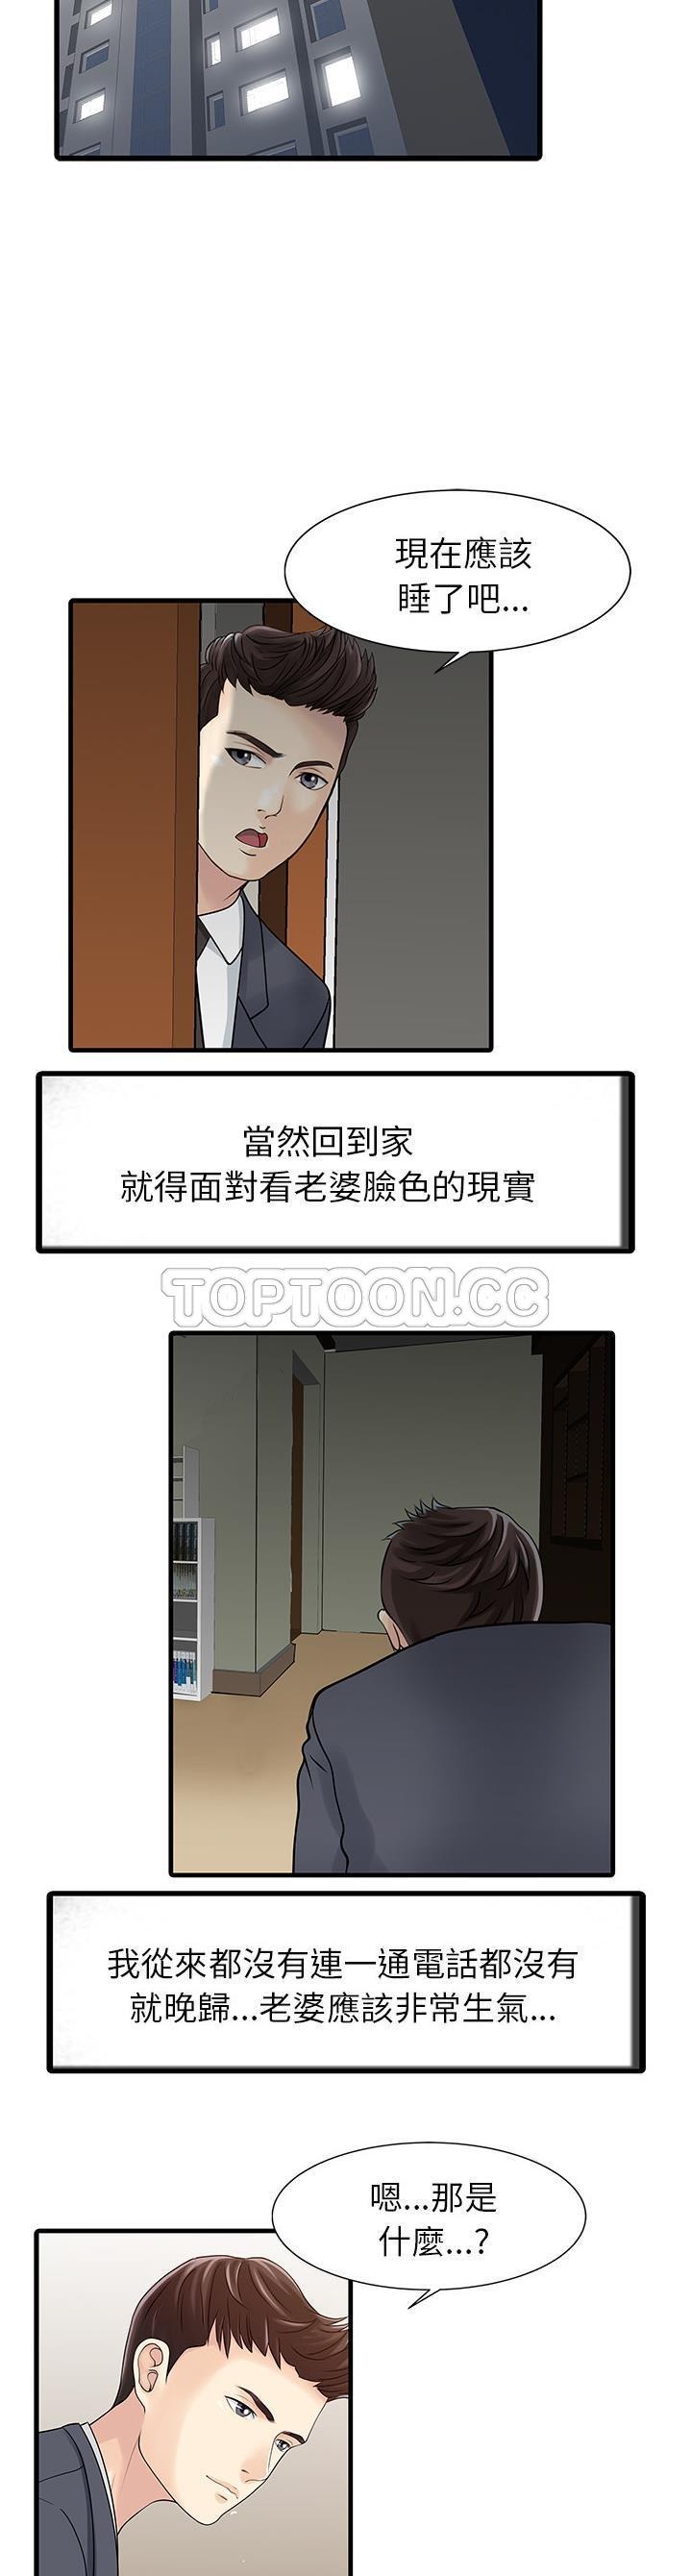 現在應該
睡了吧...
當然回到家
就得面對看老婆臉色的現實
TOPTOON.CC
我從來都沒有連一通電話都沒有
就晚歸...老婆應該非常生氣...
嗯...那是
什麼...?